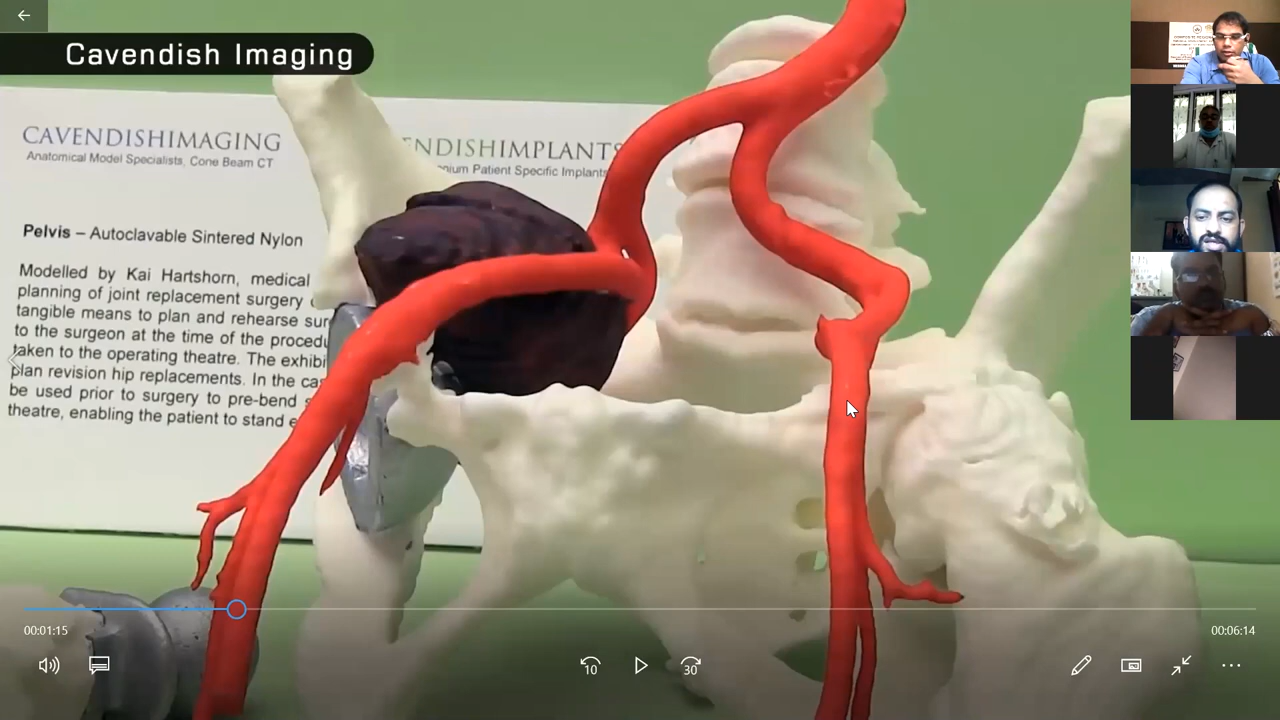 Cavendish Imaging
CAVENDISHIMAGING
Anatomical Model Specialists, Cone Beam CT
NDISHIMPLANTS
nium Patient Specific Implants
Pelvis – Autoclavable Sintered Nylon
Modelled by Kai Hartshorn, medical
planning of joint replacement surgery
tangible means to plan and rehearse sur
to the surgeon at the time of the procedu
taken to the operating theatre. The exhibi
plan revision hip replacements. In the cas
be used prior to surgery to pre-bend
theatre, enabling the patient to stand e
00:01:15
00:06:14
10
30